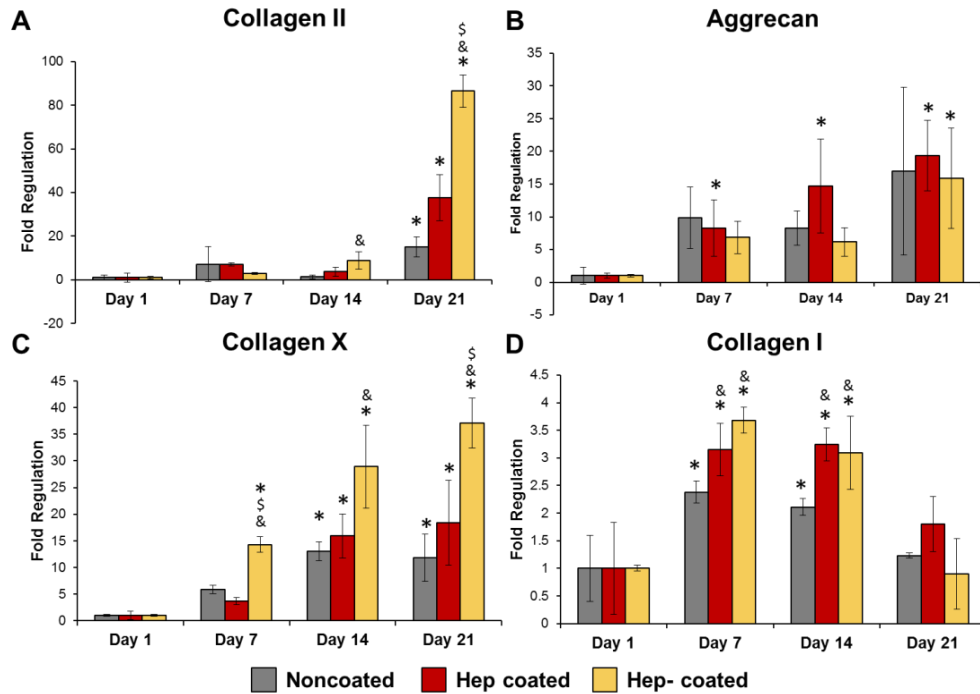 A
Collagen II
Fold Regulation
100
80
60
40
20
0
-20
Day 1
Day 7
Day 14
Day 21
&
*
*
$
&
*
B
Aggrecan
Fold Regulation
35
30
25
20
15
10
5
0
-5
Day 1
Day 7
Day 14
Day 21
*
*
*
*
C
Collagen X
Fold Regulation
45
40
35
30
25
20
15
10
5
0
Day 1
Day 7
Day 14
Day 21
*
$
&
*
*
&
*
*
*
$
&
*
D
Collagen I
Fold Regulation
4.5
4
3.5
3
2.5
2
1.5
1
0.5
0
Day 1
Day 7
Day 14
Day 21
*
&
*
&
*
*
&
*
&
*
Noncoated Hep coated Hep- coated